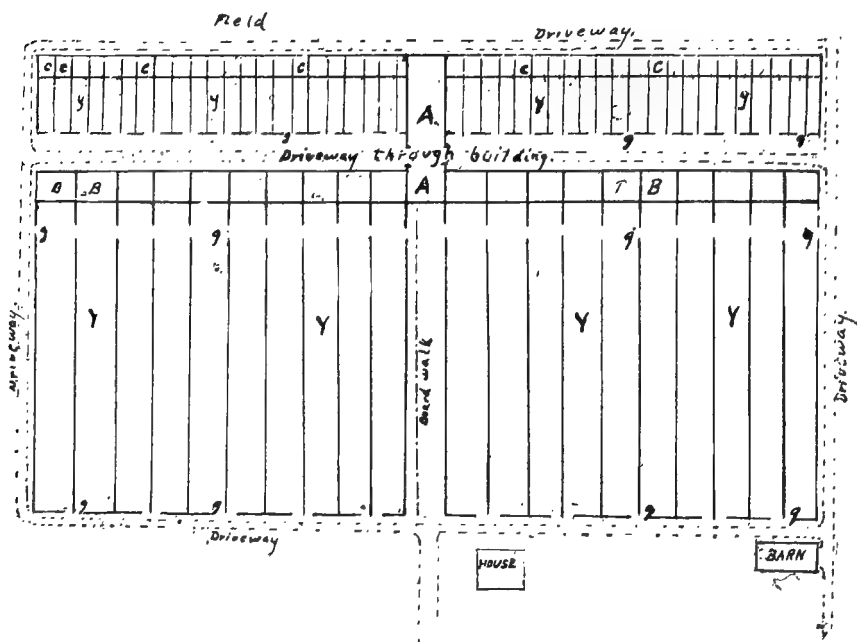 Field
Driveway.
c c c c c C
y y y y
A.
g g g
Driveway through building.
B B A T B
g g g g
Y Y Y Y
Driveway.
Board walk
Driveway.
g g g g
Driveway
HOUSE
BARN